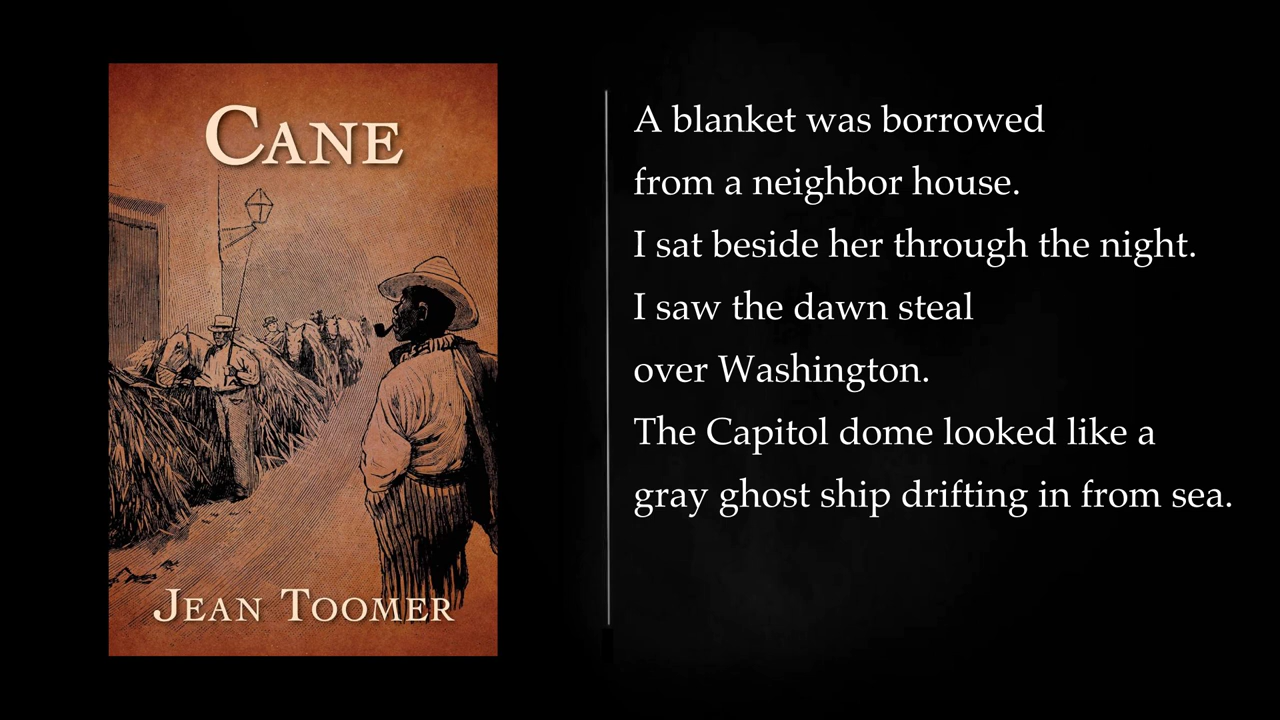 CANE
JEAN TOOMER
A blanket was borrowed
from a neighbor house.
I sat beside her through the night.
I saw the dawn steal
over Washington.
The Capitol dome looked like a
gray ghost ship drifting in from sea.